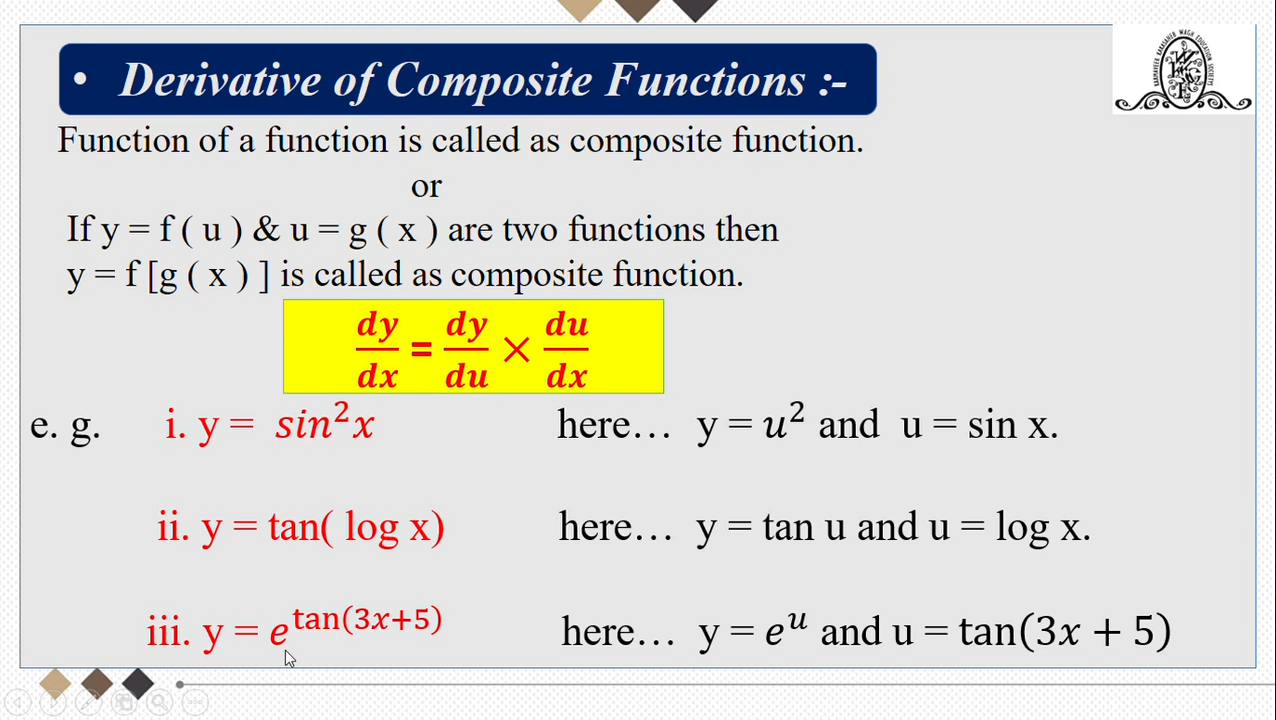 • Derivative of Composite Functions :-
Function of a function is called as composite function.
or
If y = f ( u ) & u = g ( x ) are two functions then
y = f [g ( x ) ] is called as composite function.
dy/dx = dy/du × du/dx
e. g. i. y = sin²x here… y = u² and u = sin x.
ii. y = tan( log x) here… y = tan u and u = log x.
iii. y = e^tan(3x+5) here… y = e^u and u = tan(3x + 5)